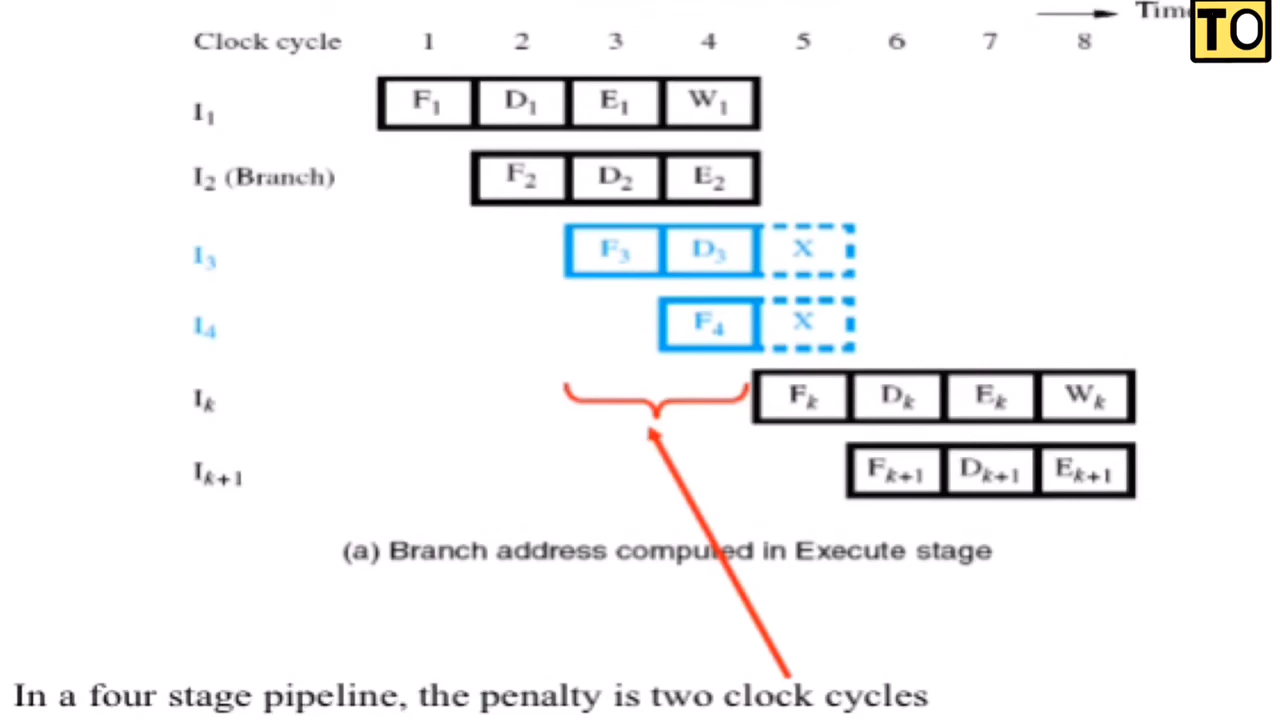 Time
TO
Clock cycle 1 2 3 4 5 6 7 8
I1 F1 D1 E1 W1
I2 (Branch) F2 D2 E2
I3 F3 D3 X
I4 F4 X
Ik Fk Dk Ek Wk
Ik+1 Fk+1 Dk+1 Ek+1
(a) Branch address computed in Execute stage
In a four stage pipeline, the penalty is two clock cycles